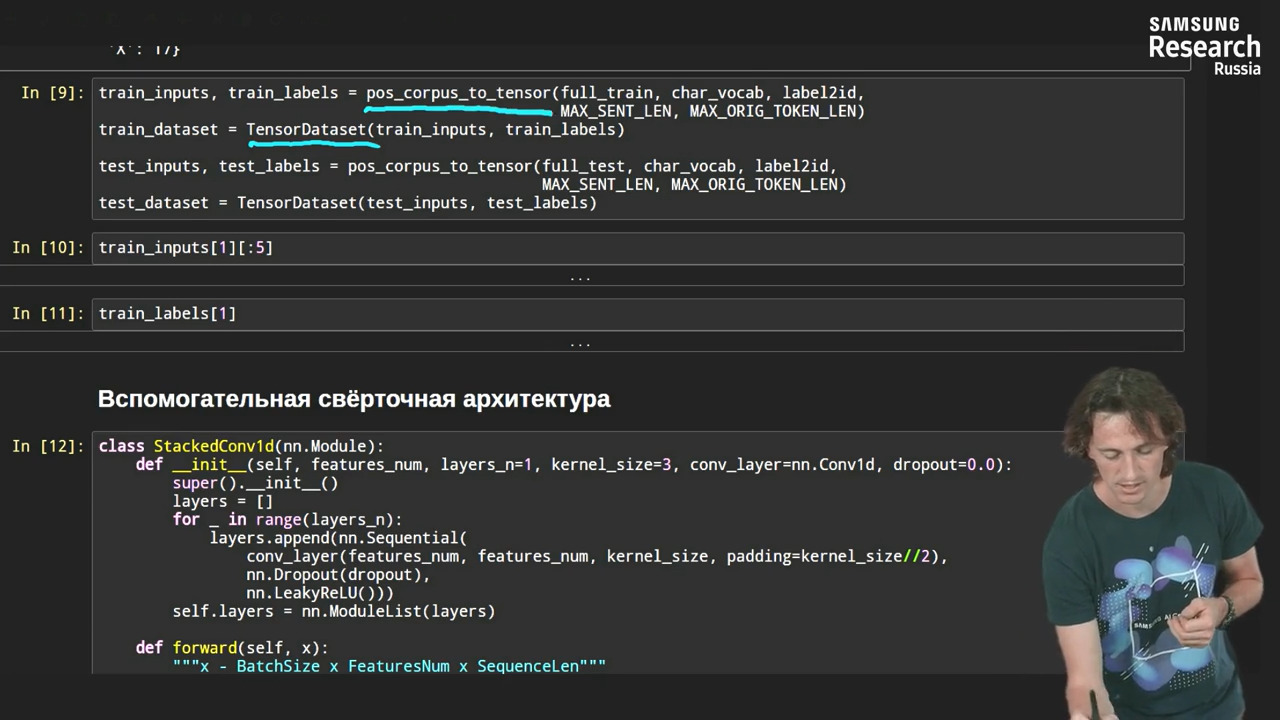 SAMSUNG
Research
Russia
'X': 17}
In [9]: train_inputs, train_labels = pos_corpus_to_tensor(full_train, char_vocab, label2id,
MAX_SENT_LEN, MAX_ORIG_TOKEN_LEN)
train_dataset = TensorDataset(train_inputs, train_labels)
test_inputs, test_labels = pos_corpus_to_tensor(full_test, char_vocab, label2id,
MAX_SENT_LEN, MAX_ORIG_TOKEN_LEN)
test_dataset = TensorDataset(test_inputs, test_labels)
In [10]: train_inputs[1][:5]
...
In [11]: train_labels[1]
...
Вспомогательная свёрточная архитектура
In [12]: class StackedConv1d(nn.Module):
def __init__(self, features_num, layers_n=1, kernel_size=3, conv_layer=nn.Conv1d, dropout=0.0):
super().__init__()
layers = []
for _ in range(layers_n):
layers.append(nn.Sequential(
conv_layer(features_num, features_num, kernel_size, padding=kernel_size//2),
nn.Dropout(dropout),
nn.LeakyReLU()))
self.layers = nn.ModuleList(layers)
def forward(self, x):
"""x - BatchSize x FeaturesNum x SequenceLen"""